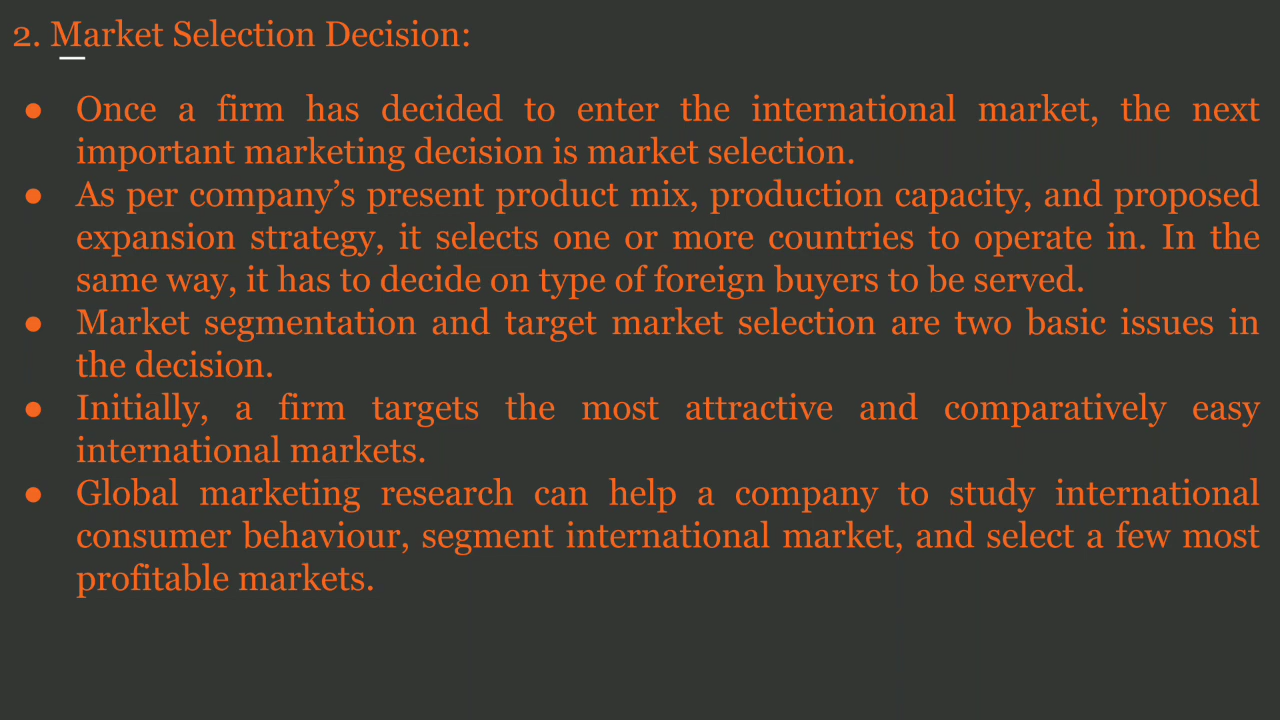 2. Market Selection Decision:
● Once a firm has decided to enter the international market, the next
important marketing decision is market selection.
● As per company’s present product mix, production capacity, and proposed
expansion strategy, it selects one or more countries to operate in. In the
same way, it has to decide on type of foreign buyers to be served.
● Market segmentation and target market selection are two basic issues in
the decision.
● Initially, a firm targets the most attractive and comparatively easy
international markets.
● Global marketing research can help a company to study international
consumer behaviour, segment international market, and select a few most
profitable markets.